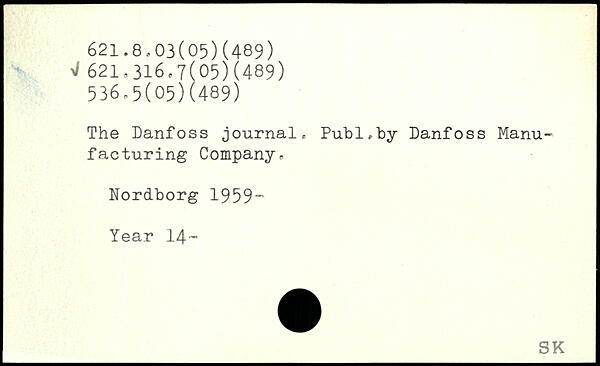 621.8.03(05)(489)
√ 621.316.7(05)(489)
536.5(05)(489)
The Danfoss journal. Publ.by Danfoss Manu-
facturing Company.
Nordborg 1959-
Year 14-
SK